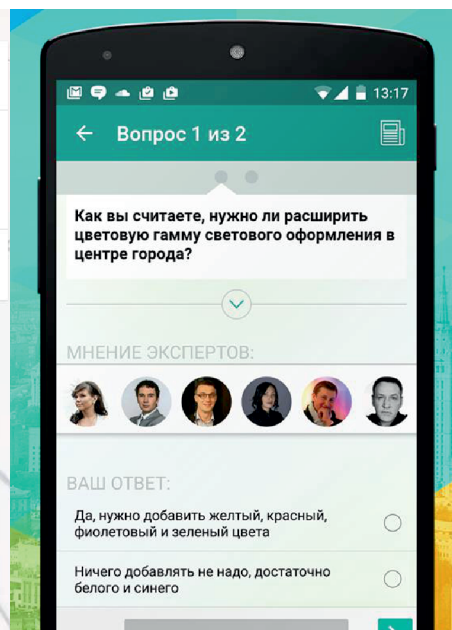 13:17
Вопрос 1 из 2
Как вы считаете, нужно ли расширить
цветовую гамму светового оформления в
центре города?
МНЕНИЕ ЭКСПЕРТОВ:
ВАШ ОТВЕТ:
Да, нужно добавить желтый, красный,
фиолетовый и зеленый цвета
Ничего добавлять не надо, достаточно
белого и синего